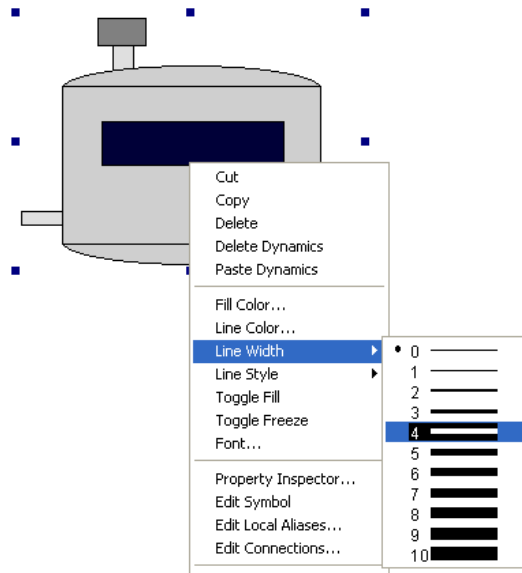 Cut
Copy
Delete
Delete Dynamics
Paste Dynamics
Fill Color...
Line Color...
Line Width
Line Style
Toggle Fill
Toggle Freeze
Font...
Property Inspector...
Edit Symbol
Edit Local Aliases...
Edit Connections...
0
1
2
3
4
5
6
7
8
9
10